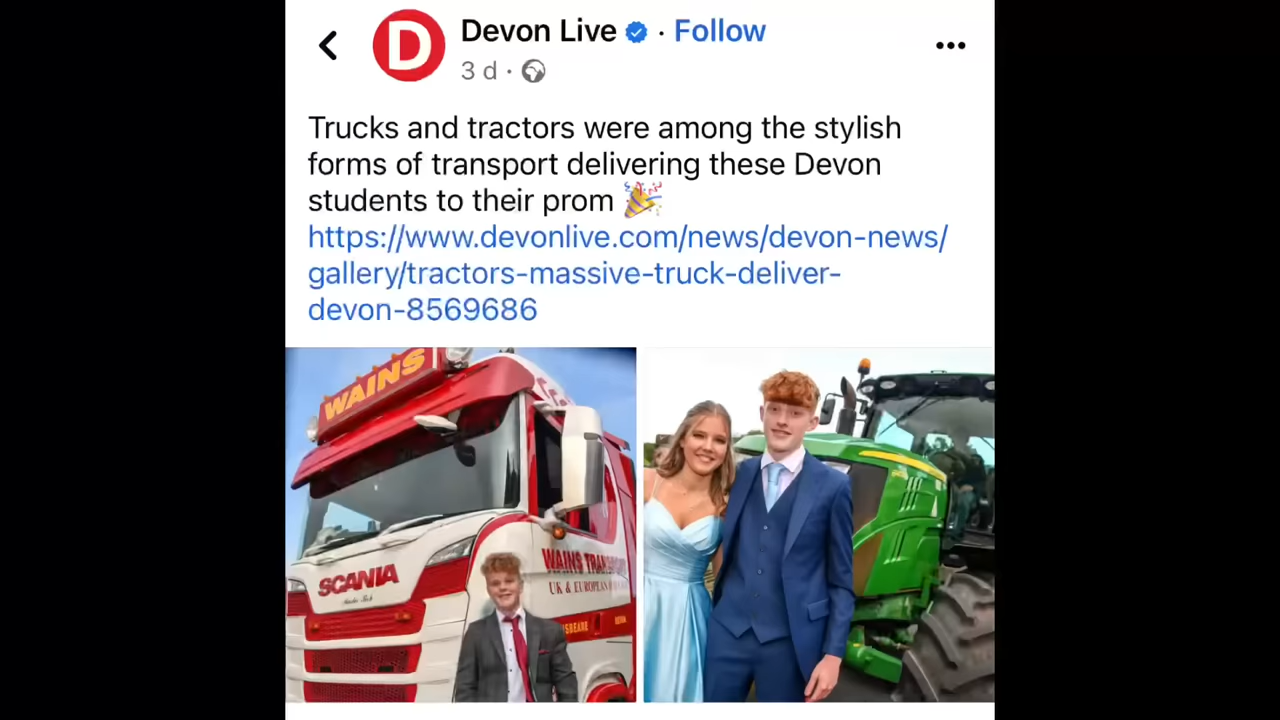 D
Devon Live · Follow
3 d ·
Trucks and tractors were among the stylish
forms of transport delivering these Devon
students to their prom 🎉
https://www.devonlive.com/news/devon-news/
gallery/tractors-massive-truck-deliver-
devon-8569686
WAINS
SCANIA
WAINS TRANSPORT
UK & EUROPEAN